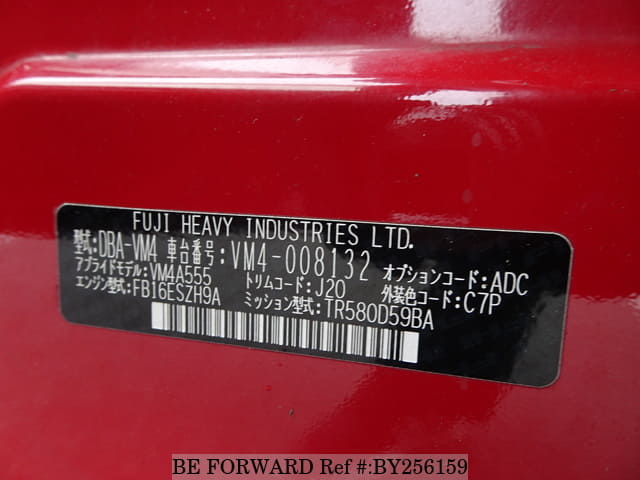 FUJI HEAVY INDUSTRIES LTD.
型式:DBA-VM4 車台番号:VM4-008132 オプションコード:ADC
アプライドモデル:VM4A555 トリムコード:J20 外装色コード:C7P
エンジン型式:FB16ESZH9A ミッション型式:TR580D59BA
BE FORWARD Ref #:BY256159